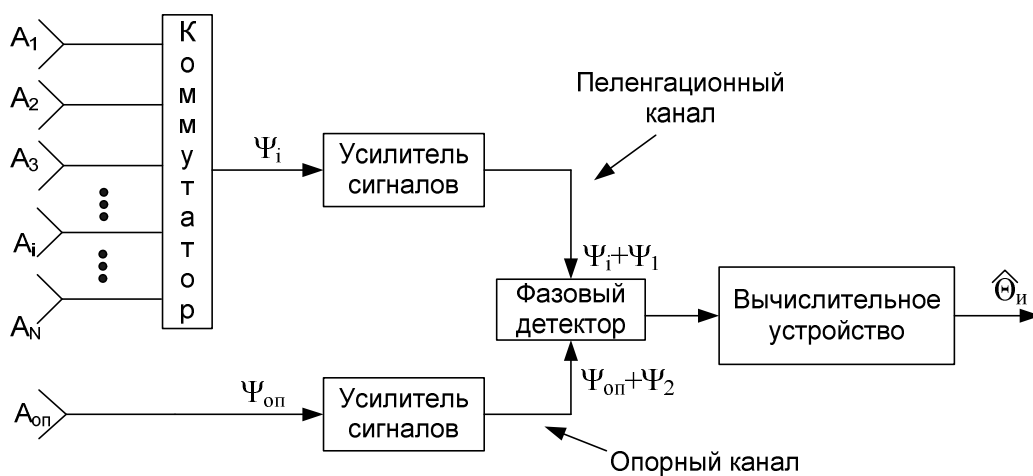 A1
A2
A3
Ai
AN
Aоп
Коммутатор
Ψi
Усилитель
сигналов
Пеленгационный
канал
Ψi+Ψ1
Фазовый
детектор
Ψоп+Ψ2
Вычислительное
устройство
Θ̂и
Ψоп
Усилитель
сигналов
Опорный канал